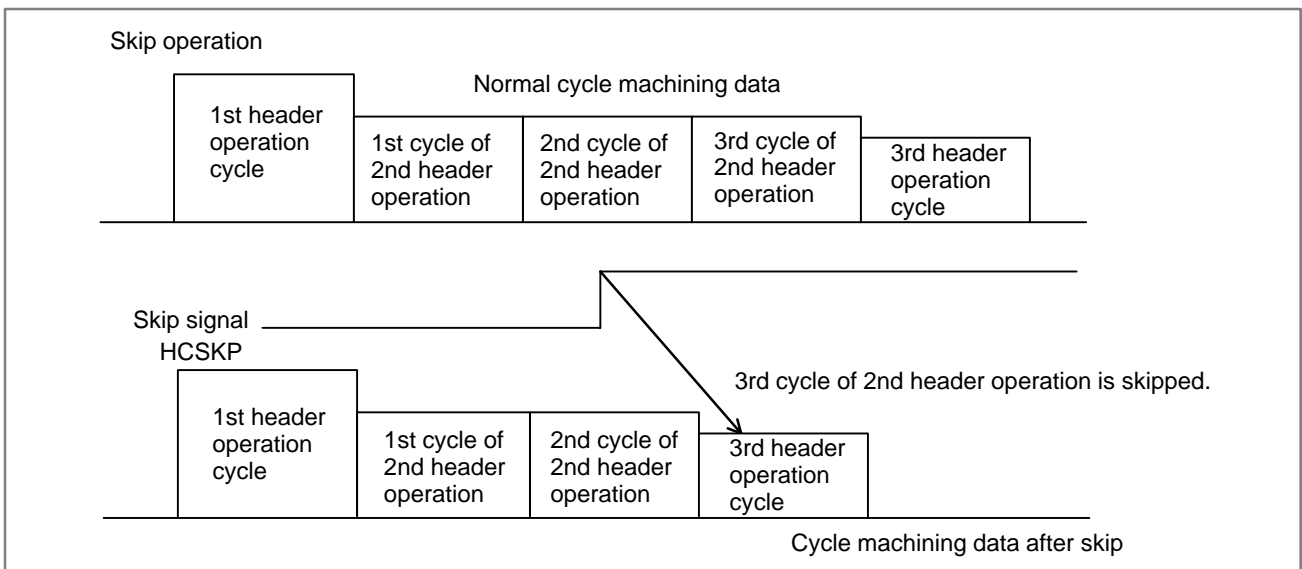 Skip operation
Normal cycle machining data
1st header
operation
cycle
1st cycle of
2nd header
operation
2nd cycle of
2nd header
operation
3rd cycle of
2nd header
operation
3rd header
operation
cycle
Skip signal
HCSKP
3rd cycle of 2nd header operation is skipped.
1st header
operation
cycle
1st cycle of
2nd header
operation
2nd cycle of
2nd header
operation
3rd header
operation
cycle
Cycle machining data after skip